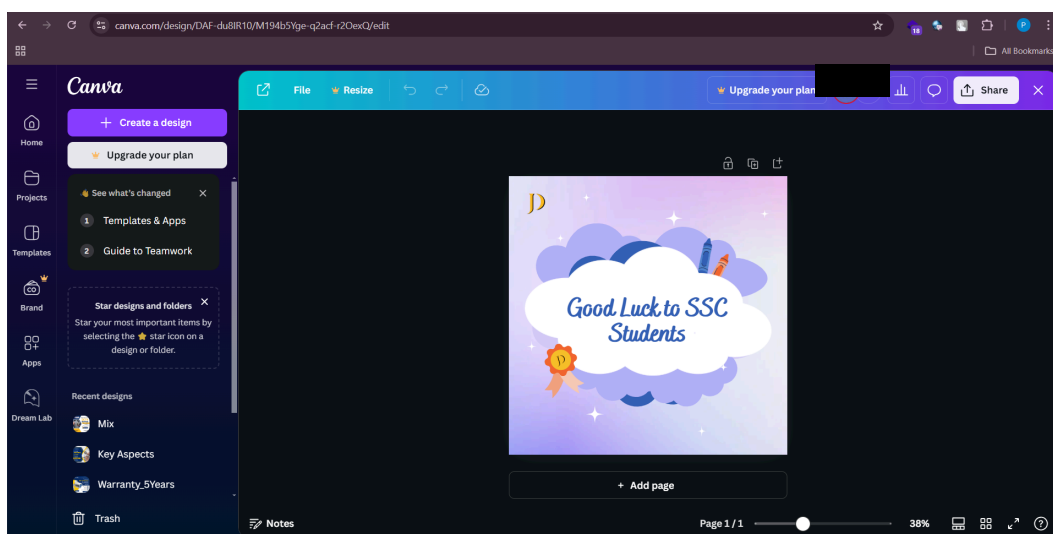 canva.com/design/DAF-du8lR10/M194b5Yge-q2acf-r2OexQ/edit
18
P
All Bookmarks
Canva
File
Resize
Upgrade your plan
Share
Create a design
Home
Upgrade your plan
Projects
See what's changed
1 Templates & Apps
2 Guide to Teamwork
Templates
Brand
Star designs and folders
Star your most important items by
selecting the star icon on a
design or folder.
Apps
Dream Lab
Recent designs
Mix
Key Aspects
Warranty_5Years
Trash
D
Good Luck to SSC
Students
D
+ Add page
Notes
Page 1 / 1
38%